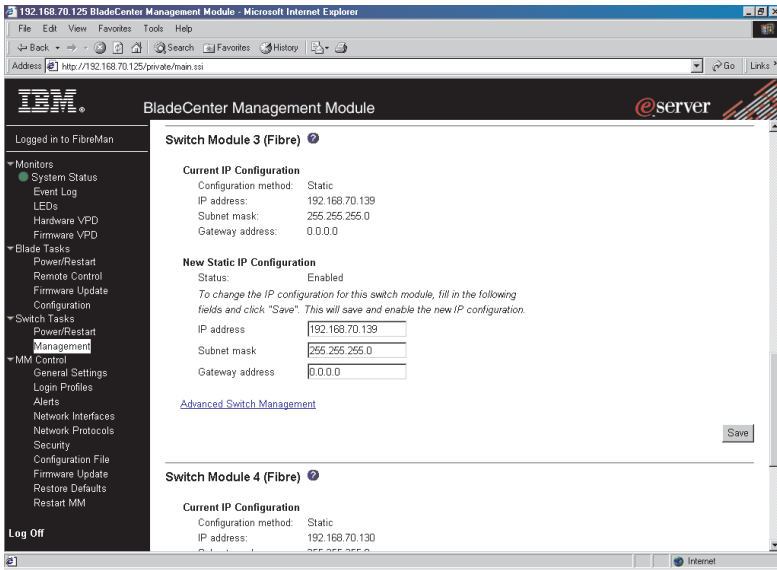 192.168.70.125 BladeCenter Management Module - Microsoft Internet Explorer
File Edit View Favorites Tools Help
Back Search Favorites History
Address http://192.168.70.125/private/main.ssi Go Links
IBM.
BladeCenter Management Module
eserver
Logged in to FibreMan
Monitors
System Status
Event Log
LEDs
Hardware VPD
Firmware VPD
Blade Tasks
Power/Restart
Remote Control
Firmware Update
Configuration
Switch Tasks
Power/Restart
Management
MM Control
General Settings
Login Profiles
Alerts
Network Interfaces
Network Protocols
Security
Configuration File
Firmware Update
Restore Defaults
Restart MM
Log Off
Switch Module 3 (Fibre) ?
Current IP Configuration
Configuration method: Static
IP address: 192.168.70.139
Subnet mask: 255.255.255.0
Gateway address: 0.0.0.0
New Static IP Configuration
Status: Enabled
To change the IP configuration for this switch module, fill in the following
fields and click "Save". This will save and enable the new IP configuration.
IP address 192.168.70.139
Subnet mask 255.255.255.0
Gateway address 0.0.0.0
Advanced Switch Management
Save
Switch Module 4 (Fibre) ?
Current IP Configuration
Configuration method: Static
IP address: 192.168.70.130
Internet